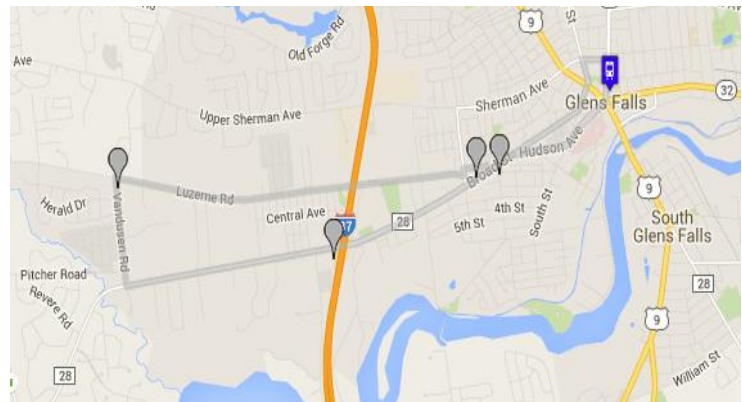 St
9
9
Old Forge Rd
Ave
32
Sherman Ave
Glens Falls
Upper Sherman Ave
Broad St
Hudson Ave
Luzerne Rd
9
Herald Dr
Vandusen Rd
Central Ave
87
28
4th St
5th St
South St
South
Glens Falls
Pitcher Road
Revere Rd
28
9
28
William St